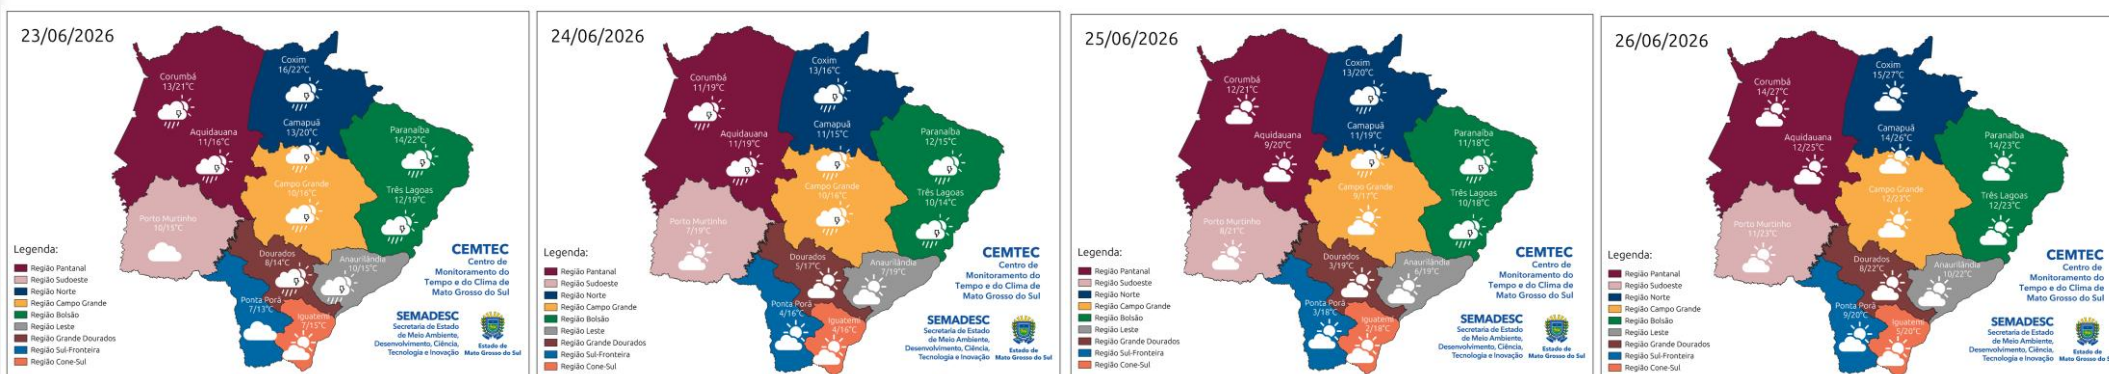 23/06/2026
Coxim
16/22°C
Corumbá
13/21°C
Camapuã
13/20°C
Paranaíba
14/22°C
Aquidauana
11/16°C
Campo Grande
10/16°C
Três Lagoas
12/19°C
Porto Murtinho
10/15°C
Dourados
8/14°C
Anaurilândia
10/15°C
Ponta Porã
7/13°C
Iguatemi
7/15°C
Legenda:
Região Pantanal
Região Sudoeste
Região Norte
Região Campo Grande
Região Bolsão
Região Leste
Região Grande Dourados
Região Sul-Fronteira
Região Cone-Sul
CEMTEC
Centro de
Monitoramento do
Tempo e do Clima de
Mato Grosso do Sul
SEMADESC
Secretaria de Estado
de Meio Ambiente,
Desenvolvimento, Ciência,
Tecnologia e Inovação
Estado de
Mato Grosso do Sul
24/06/2026
Coxim
13/16°C
Corumbá
11/19°C
Camapuã
11/15°C
Paranaíba
12/15°C
Aquidauana
11/19°C
Campo Grande
10/16°C
Três Lagoas
10/14°C
Porto Murtinho
7/19°C
Dourados
5/17°C
Anaurilândia
7/19°C
Ponta Porã
4/16°C
Iguatemi
4/16°C
Legenda:
Região Pantanal
Região Sudoeste
Região Norte
Região Campo Grande
Região Bolsão
Região Leste
Região Grande Dourados
Região Sul-Fronteira
Região Cone-Sul
CEMTEC
Centro de
Monitoramento do
Tempo e do Clima de
Mato Grosso do Sul
SEMADESC
Secretaria de Estado
de Meio Ambiente,
Desenvolvimento, Ciência,
Tecnologia e Inovação
Estado de
Mato Grosso do Sul
25/06/2026
Coxim
13/20°C
Corumbá
12/21°C
Camapuã
11/19°C
Paranaíba
11/18°C
Aquidauana
9/20°C
Campo Grande
9/17°C
Três Lagoas
10/18°C
Porto Murtinho
8/21°C
Dourados
3/19°C
Anaurilândia
6/19°C
Ponta Porã
3/18°C
Iguatemi
2/18°C
Legenda:
Região Pantanal
Região Sudoeste
Região Norte
Região Campo Grande
Região Bolsão
Região Leste
Região Grande Dourados
Região Sul-Fronteira
Região Cone-Sul
CEMTEC
Centro de
Monitoramento do
Tempo e do Clima de
Mato Grosso do Sul
SEMADESC
Secretaria de Estado
de Meio Ambiente,
Desenvolvimento, Ciência,
Tecnologia e Inovação
Estado de
Mato Grosso do Sul
26/06/2026
Coxim
15/27°C
Corumbá
14/27°C
Camapuã
14/26°C
Paranaíba
14/23°C
Aquidauana
12/25°C
Campo Grande
12/23°C
Três Lagoas
12/23°C
Porto Murtinho
11/23°C
Dourados
8/22°C
Anaurilândia
10/22°C
Ponta Porã
9/20°C
Iguatemi
5/20°C
Legenda:
Região Pantanal
Região Sudoeste
Região Norte
Região Campo Grande
Região Bolsão
Região Leste
Região Grande Dourados
Região Sul-Fronteira
Região Cone-Sul
CEMTEC
Centro de
Monitoramento do
Tempo e do Clima de
Mato Grosso do Sul
SEMADESC
Secretaria de Estado
de Meio Ambiente,
Desenvolvimento, Ciência,
Tecnologia e Inovação
Estado de
Mato Grosso do Sul